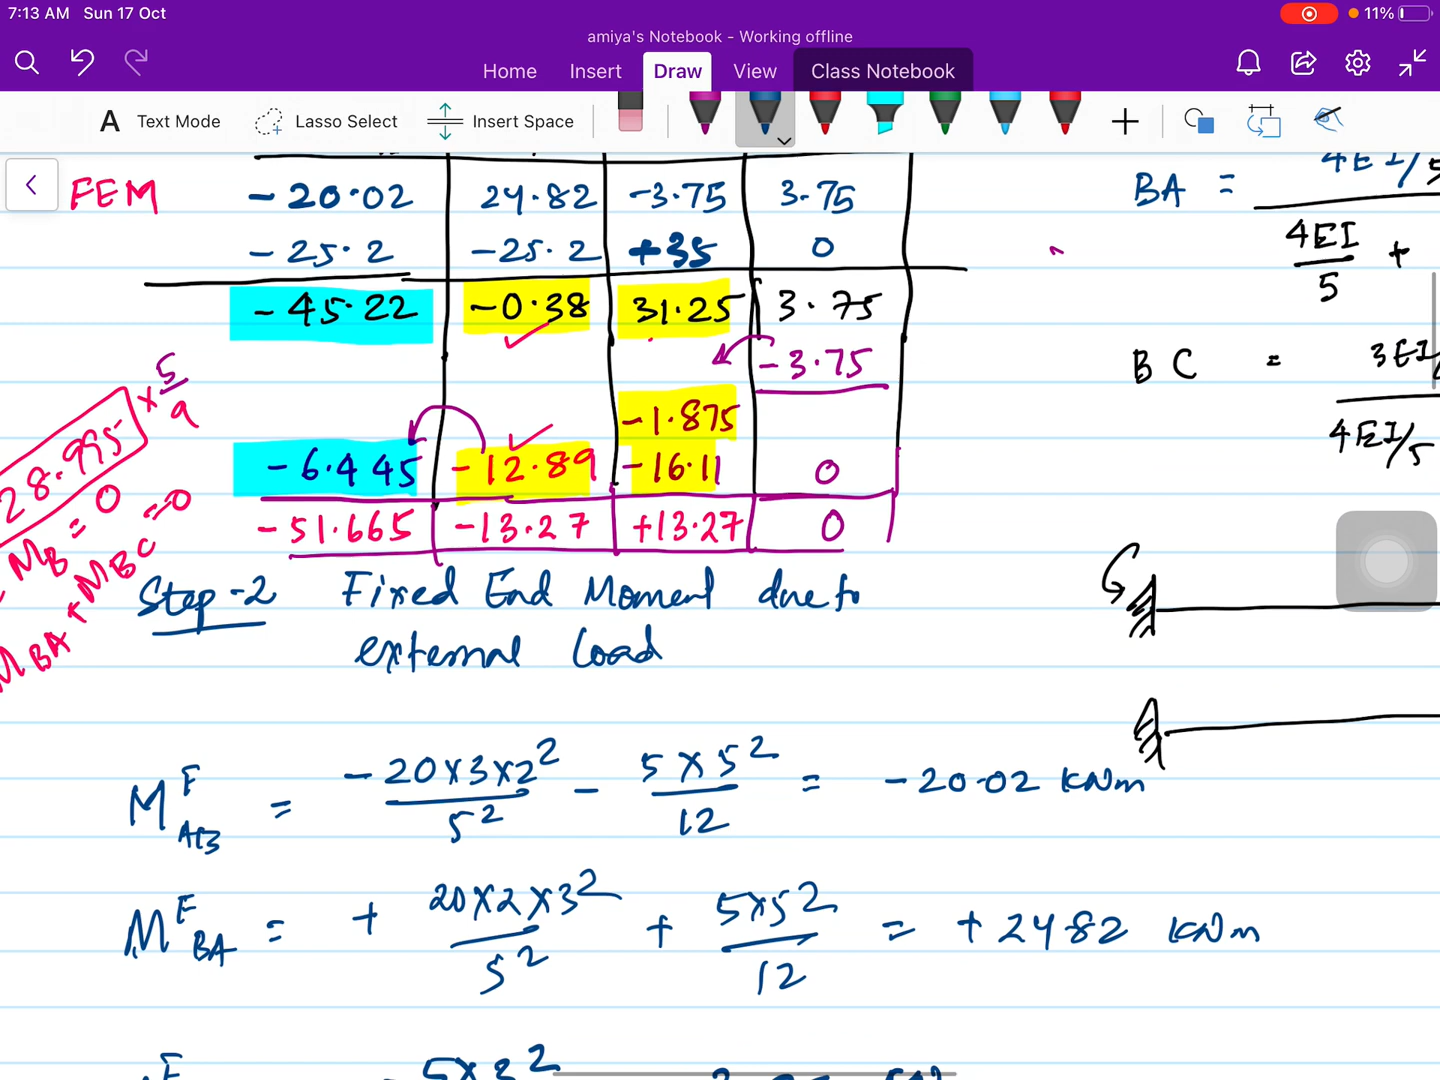 7:13 AM Sun 17 Oct
11%
amiya's Notebook - Working offline
Home Insert Draw View Class Notebook
A Text Mode Lasso Select Insert Space
FEM -20.02 24.82 -3.75 3.75
-25.2 -25.2 +35 0
-45.22 -0.38 31.25 3.75
-3.75
-1.875
-6.445 -12.89 -16.11 0
-51.665 -13.27 +13.27 0
28.995 × 5/9
MB = 0
MBA + MBC = 0
BA = 4EI/5
4EI/5 +
BC = 3EI/
4EI/5
Step-2 Fixed End Moment due to
external load
M^F_AB = -20×3×2²/5² - 5×5²/12 = -20.02 kNm
M^F_BA = + 20×2×3²/5² + 5×5²/12 = +24.82 kNm
F 5×3²